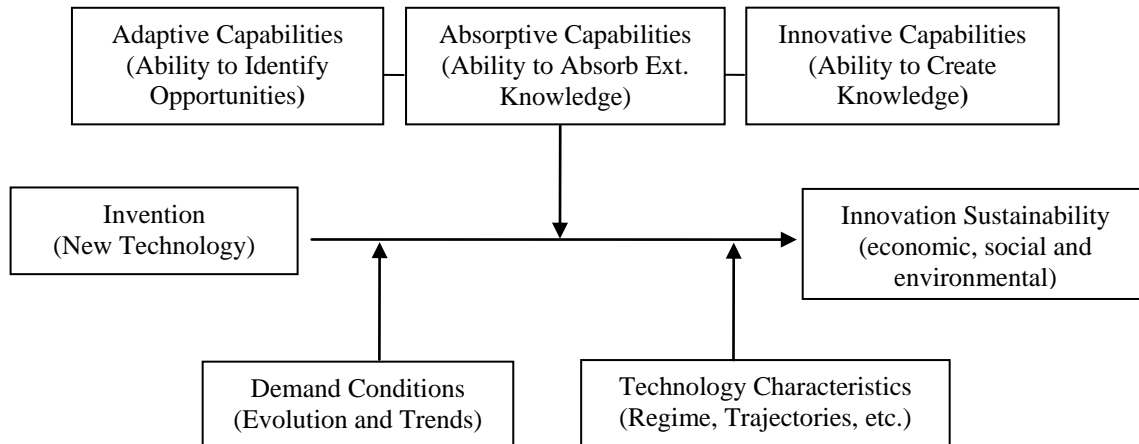 Adaptive Capabilities
(Ability to Identify
Opportunities)
Absorptive Capabilities
(Ability to Absorb Ext.
Knowledge)
Innovative Capabilities
(Ability to Create
Knowledge)
Invention
(New Technology)
Innovation Sustainability
(economic, social and
environmental)
Demand Conditions
(Evolution and Trends)
Technology Characteristics
(Regime, Trajectories, etc.)